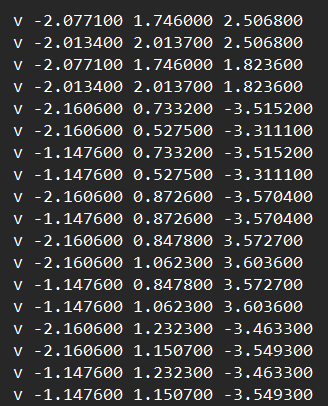 v -2.077100 1.746000 2.506800
v -2.013400 2.013700 2.506800
v -2.077100 1.746000 1.823600
v -2.013400 2.013700 1.823600
v -2.160600 0.733200 -3.515200
v -2.160600 0.527500 -3.311100
v -1.147600 0.733200 -3.515200
v -1.147600 0.527500 -3.311100
v -2.160600 0.872600 -3.570400
v -1.147600 0.872600 -3.570400
v -2.160600 0.847800 3.572700
v -2.160600 1.062300 3.603600
v -1.147600 0.847800 3.572700
v -1.147600 1.062300 3.603600
v -2.160600 1.232300 -3.463300
v -2.160600 1.150700 -3.549300
v -1.147600 1.232300 -3.463300
v -1.147600 1.150700 -3.549300